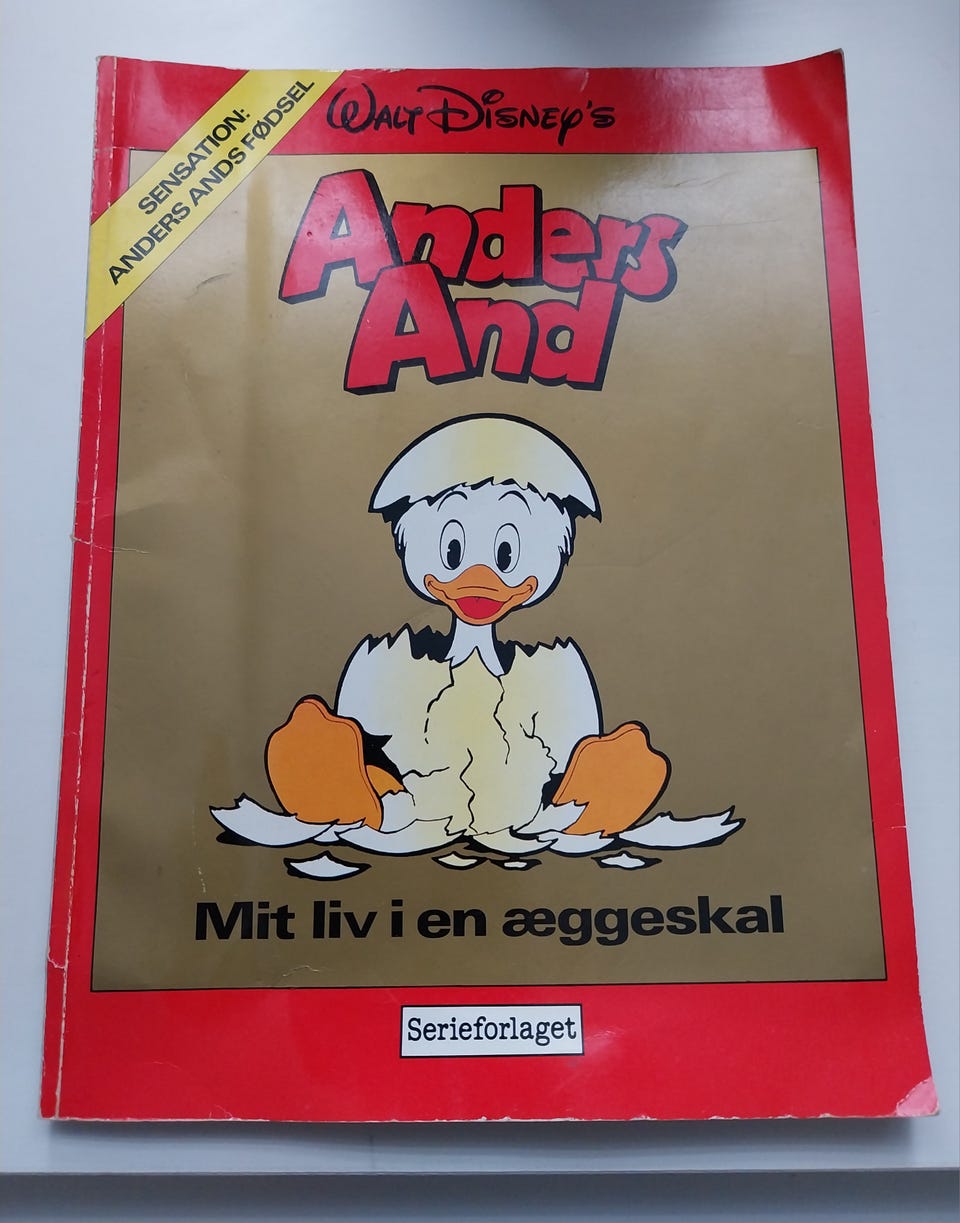 SENSATION:
ANDERS ANDS FØDSEL
WALT DISNEY'S
Anders
And
Mit liv i en æggeskal
Serieforlaget